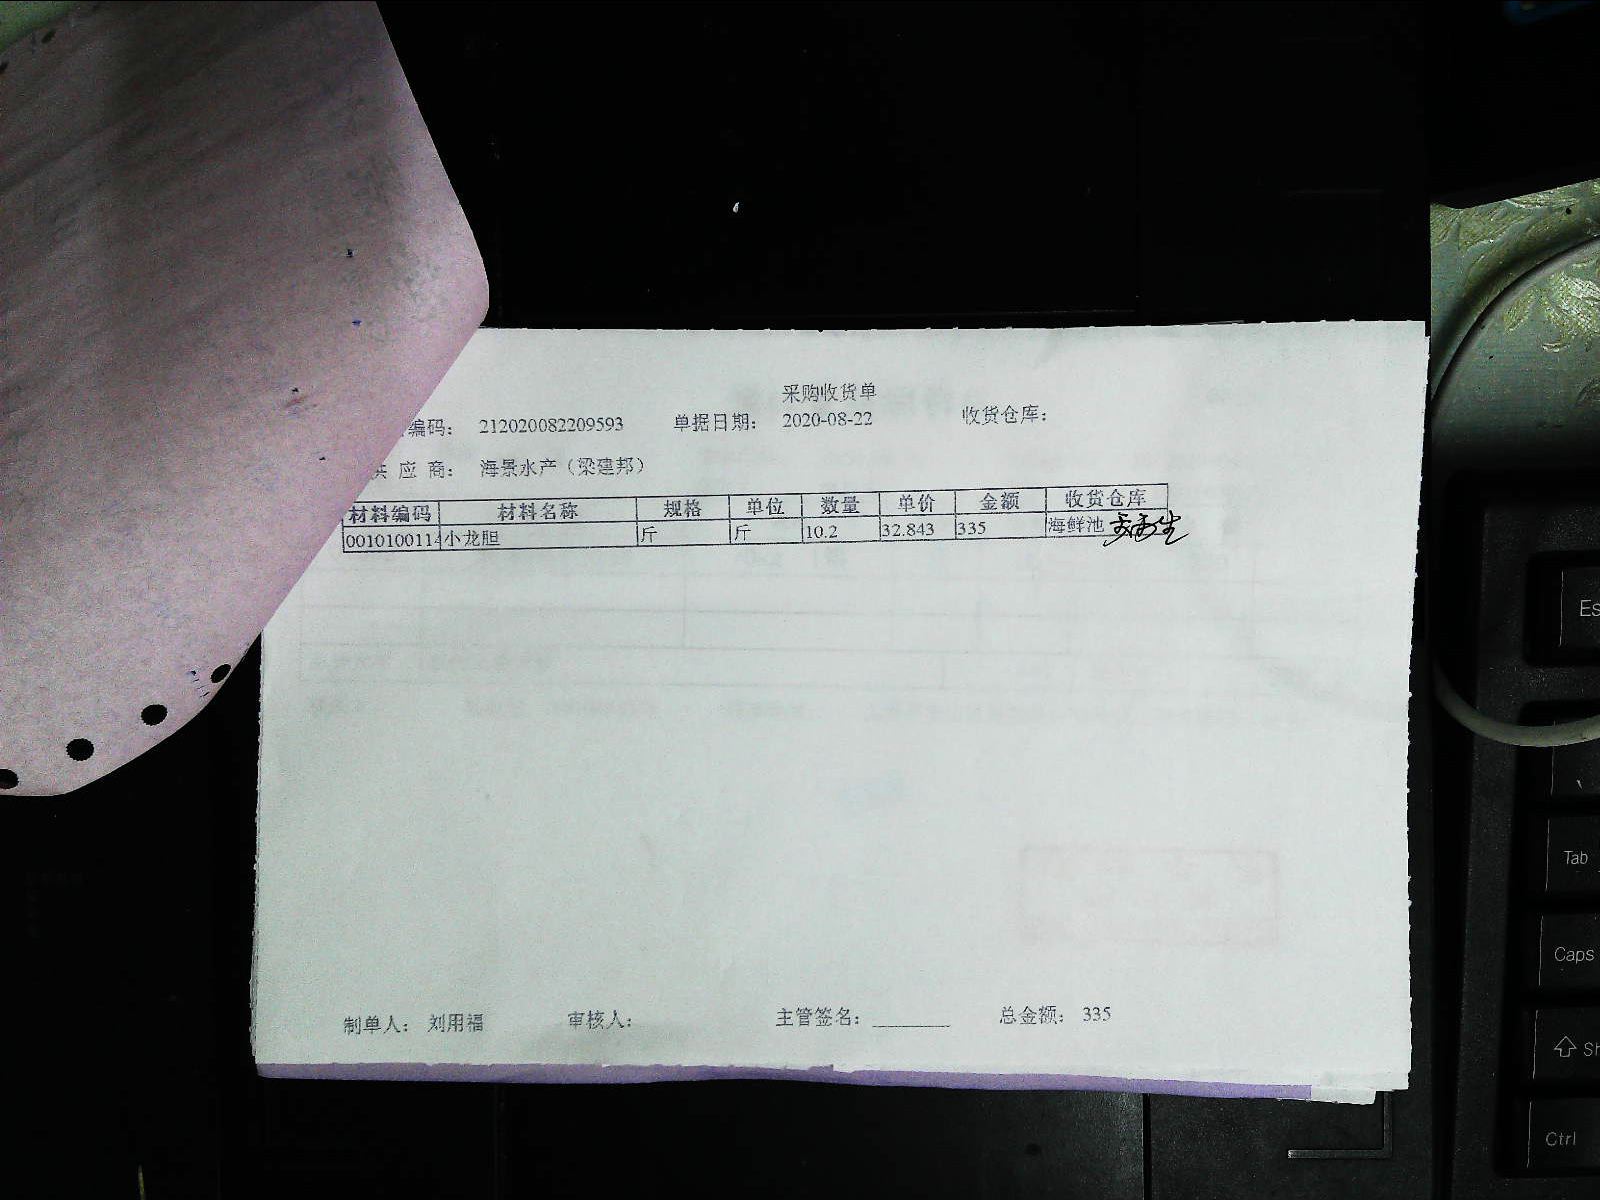 采购收货单
编码： 212020082209593 单据日期： 2020-08-22 收货仓库：
供 应 商： 海景水产（梁建邦）
材料编码 材料名称 规格 单位 数量 单价 金额 收货仓库
0010100114 小龙胆 斤 斤 10.2 32.843 335 海鲜池
制单人： 刘用福 审核人： 主管签名： 总金额： 335
Es
Tab
Caps
Sh
Ctrl